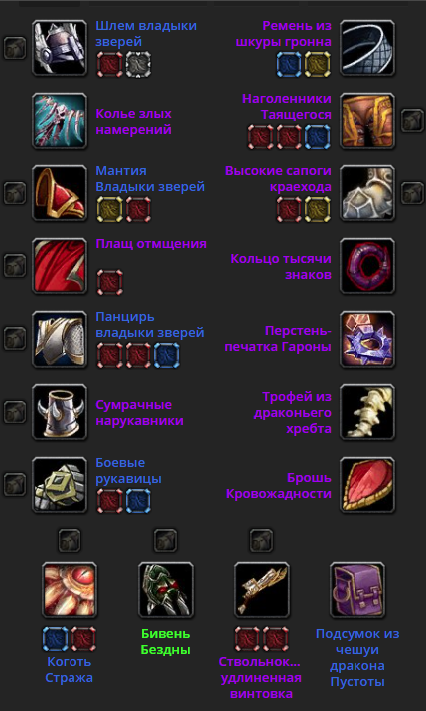 Шлем владыки
зверей
Ремень из
шкуры гронна
Колье злых
намерений
Наголенники
Таящегося
Мантия
Владыки зверей
Высокие сапоги
краехода
Плащ отмщения
Кольцо тысячи
знаков
Панцирь
владыки зверей
Перстень-
печатка Гароны
Сумрачные
нарукавники
Трофей из
драконьего
хребта
Боевые
рукавицы
Брошь
Кровожадности
Коготь
Стража
Бивень
Бездны
Ствольнок...
удлиненная
винтовка
Подсумок из
чешуи
дракона
Пустоты